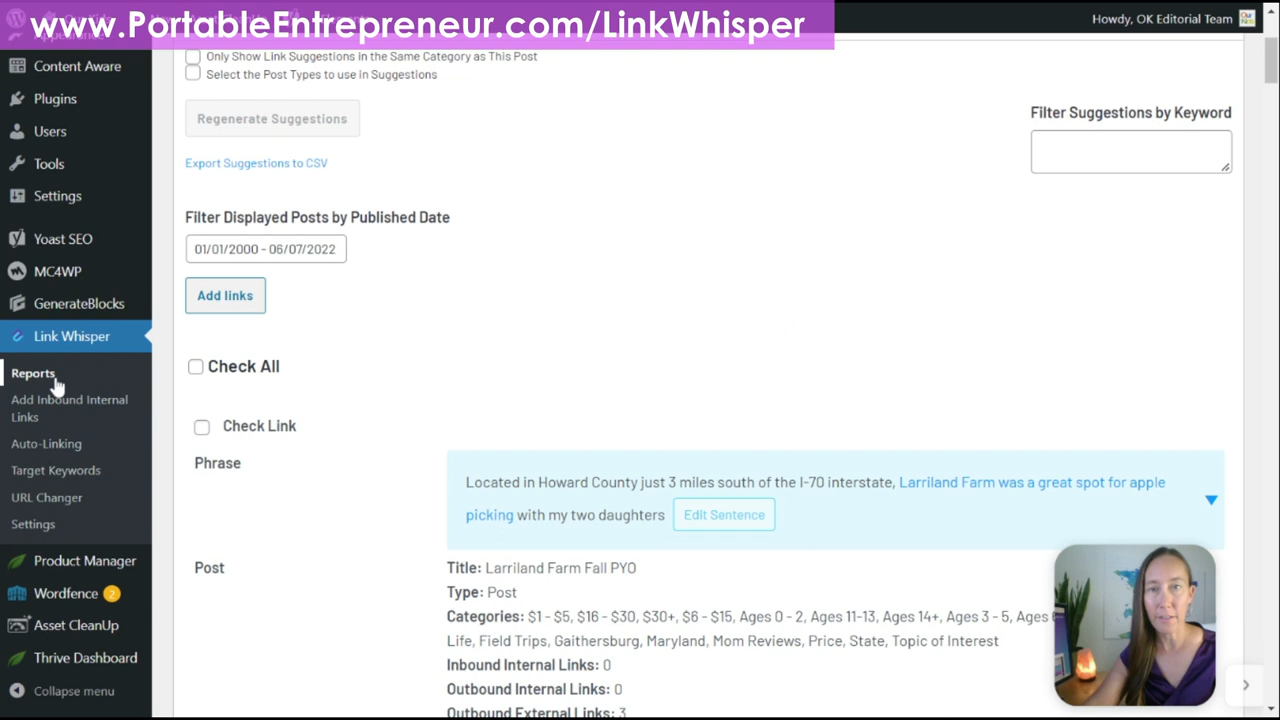 www.PortableEntrepreneur.com/LinkWhisper
Howdy, OK Editorial Team
Content Aware
Plugins
Users
Tools
Settings
Yoast SEO
MC4WP
GenerateBlocks
Link Whisper
Reports
Add Inbound Internal
Links
Auto-Linking
Target Keywords
URL Changer
Settings
Product Manager
Wordfence 2
Asset CleanUp
Thrive Dashboard
Collapse menu
Only Show Link Suggestions in the Same Category as This Post
Select the Post Types to use in Suggestions
Regenerate Suggestions
Export Suggestions to CSV
Filter Suggestions by Keyword
Filter Displayed Posts by Published Date
01/01/2000 - 06/07/2022
Add links
Check All
Check Link
Phrase
Located in Howard County just 3 miles south of the I-70 interstate, Larriland Farm was a great spot for apple
picking with my two daughters Edit Sentence
Post
Title: Larriland Farm Fall PYO
Type: Post
Categories: $1 - $5, $16 - $30, $30+, $6 - $15, Ages 0 - 2, Ages 11-13, Ages 14+, Ages 3 - 5, Ages
Life, Field Trips, Gaithersburg, Maryland, Mom Reviews, Price, State, Topic of Interest
Inbound Internal Links: 0
Outbound Internal Links: 0
Outbound External Links: 3